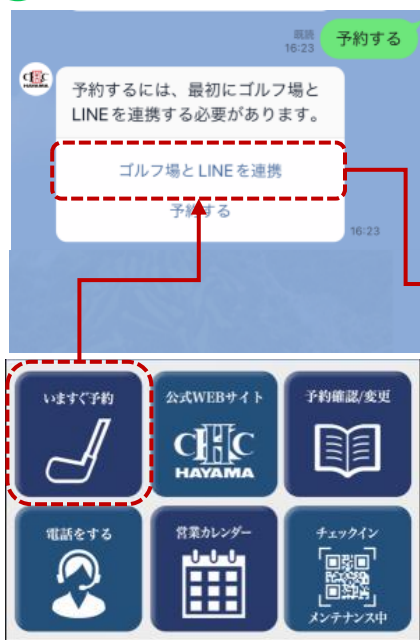 既読
16:23
予約する
予約するには、最初にゴルフ場と
LINEを連携する必要があります。
ゴルフ場とLINEを連携
予約する
16:23
いますぐ予約
公式WEBサイト
予約確認/変更
CHC
HAYAMA
電話をする
営業カレンダー
チェックイン
メンテナンス中